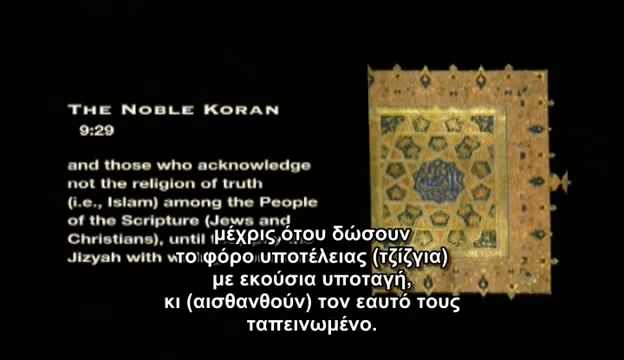 THE NOBLE KORAN
9:29
and those who acknowledge
not the religion of truth
(i.e., Islam) among the People
of the Scripture (Jews and
Christians), until
Jizyah with
μέχρις ότου δώσουν
το φόρο υποτέλειας (τζίζγια)
με εκούσια υποταγή,
κι (αισθανθούν) τον εαυτό τους
ταπεινωμένο.